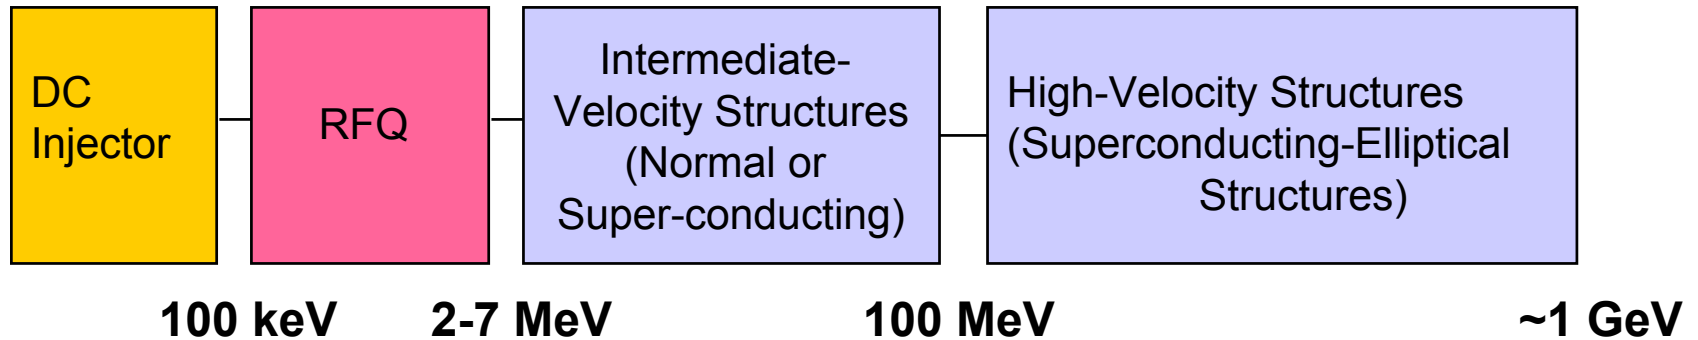 DC
Injector
RFQ
Intermediate-
Velocity Structures
(Normal or
Super-conducting)
High-Velocity Structures
(Superconducting-Elliptical
Structures)
100 keV
2-7 MeV
100 MeV
~1 GeV